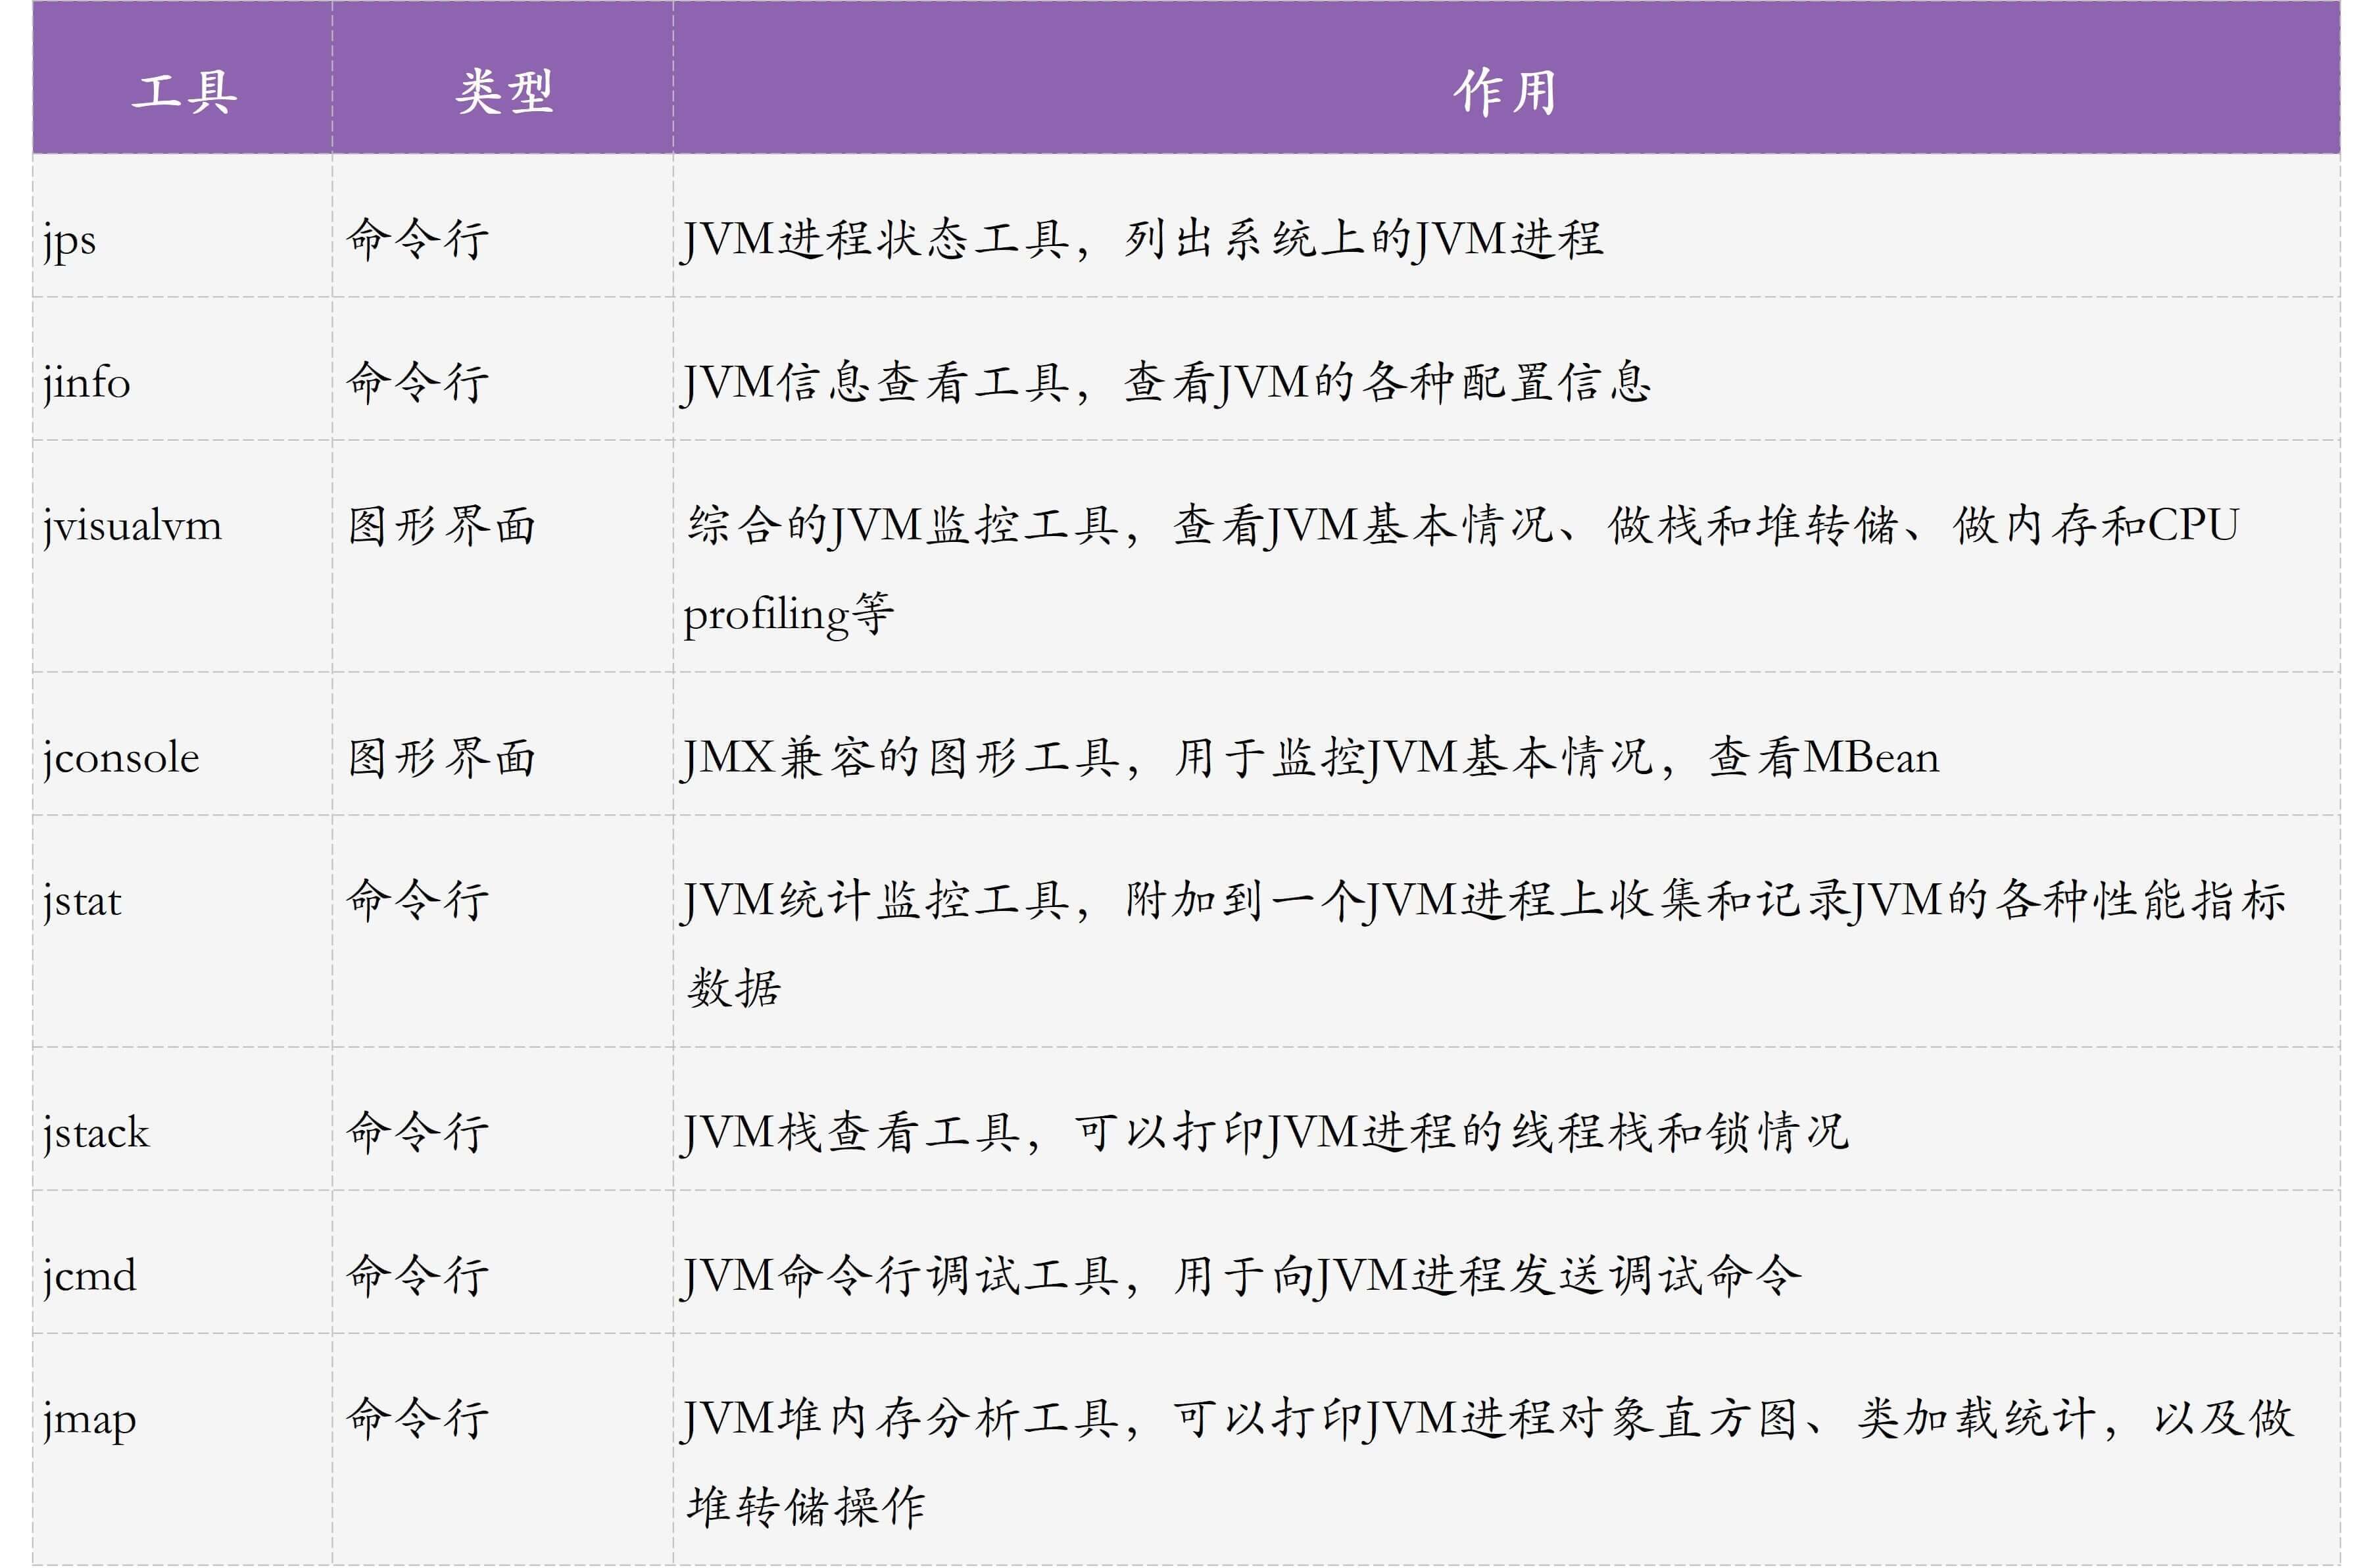 工具 类型 作用
jps 命令行 JVM进程状态工具，列出系统上的JVM进程
jinfo 命令行 JVM信息查看工具，查看JVM的各种配置信息
jvisualvm 图形界面 综合的JVM监控工具，查看JVM基本情况、做栈和堆转储、做内存和CPU
profiling等
jconsole 图形界面 JMX兼容的图形工具，用于监控JVM基本情况，查看MBean
jstat 命令行 JVM统计监控工具，附加到一个JVM进程上收集和记录JVM的各种性能指标
数据
jstack 命令行 JVM栈查看工具，可以打印JVM进程的线程栈和锁情况
jcmd 命令行 JVM命令行调试工具，用于向JVM进程发送调试命令
jmap 命令行 JVM堆内存分析工具，可以打印JVM进程对象直方图、类加载统计，以及做
堆转储操作